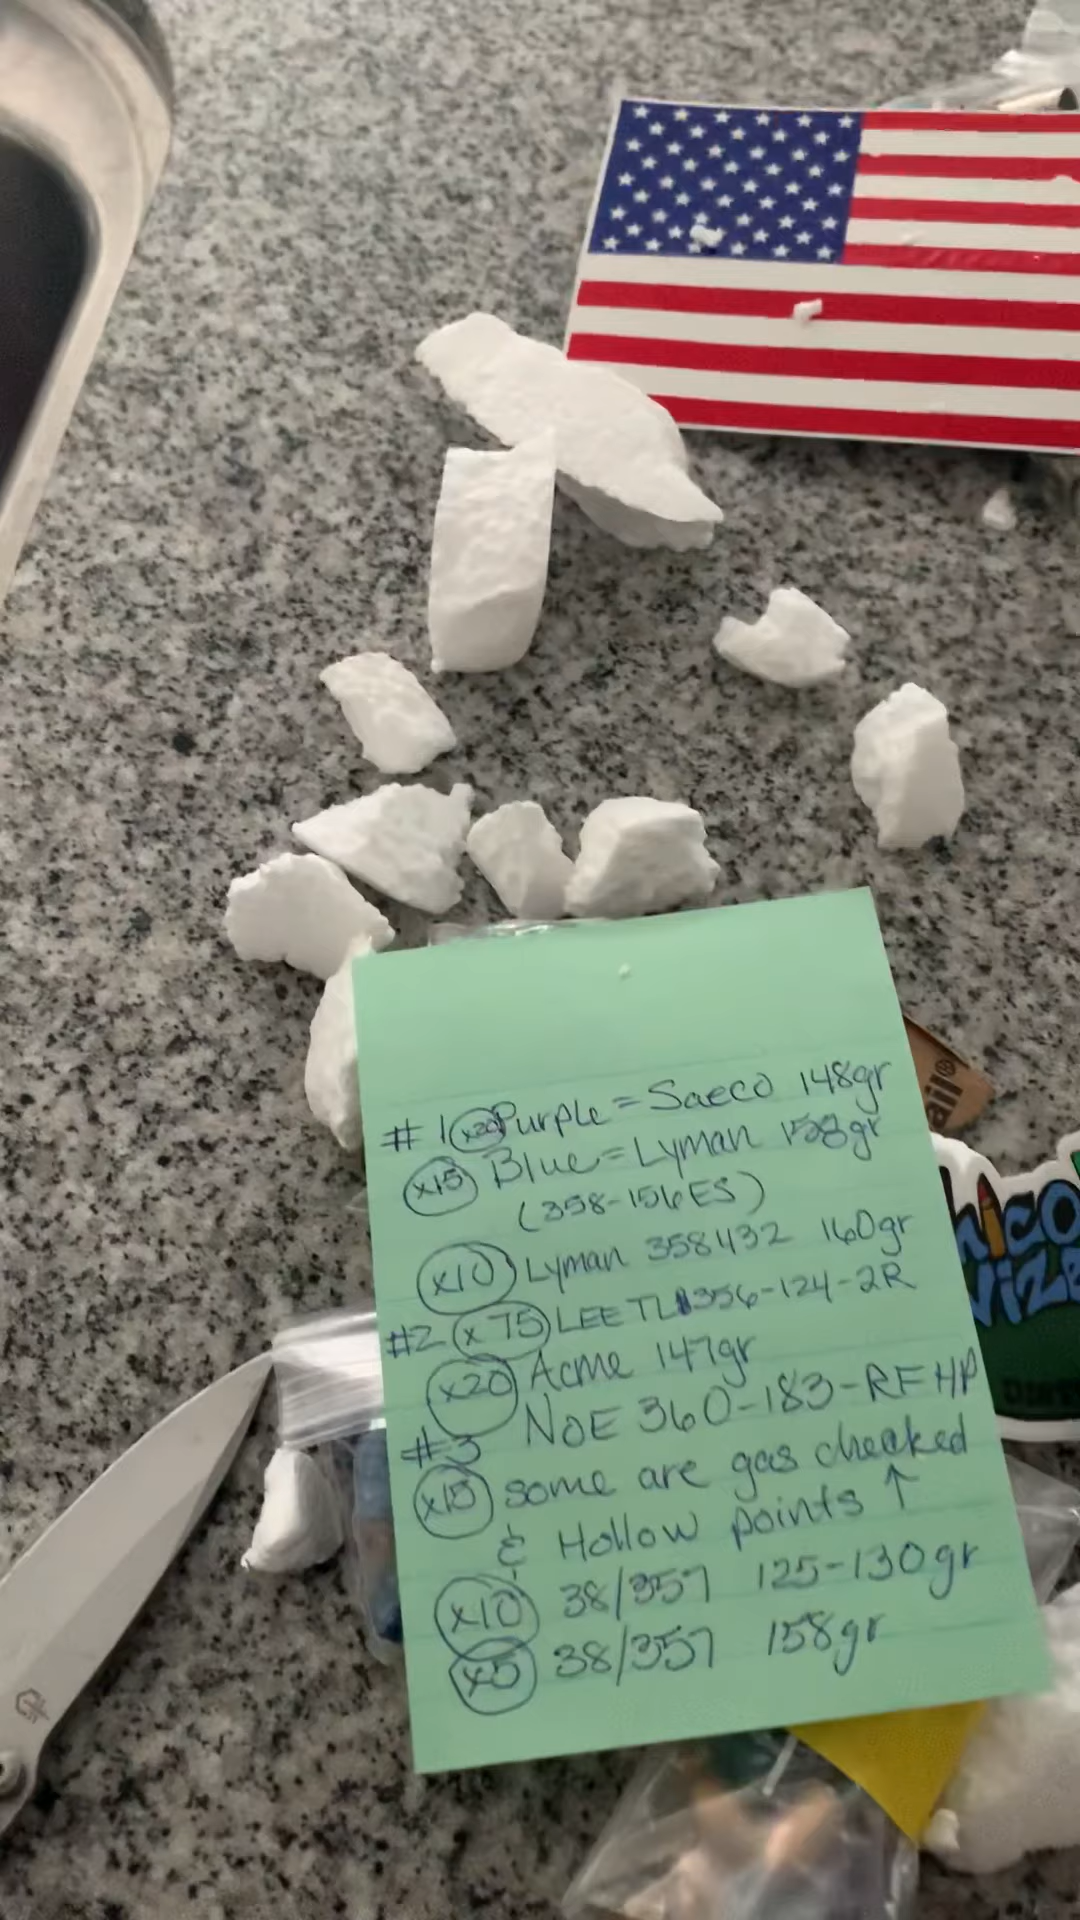 # 1 x20 Purple = Saeco 148gr
x15 Blue = Lyman 158gr
(358-156ES)
x10 Lyman 358432 160gr
#2 x75 LEE TL356-124-2R
x20 Acme 147gr
#3 NOE 360-183-RFHP
x15 some are gas checked ↑
& Hollow points
x10 38/357 125-130gr
x5 38/357 158gr
ail®